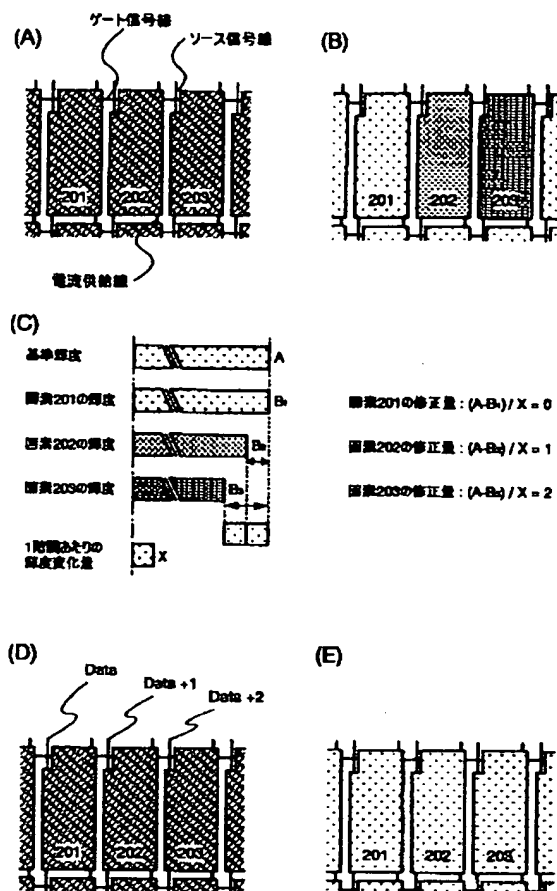 (A)
ゲート信号線
ソース信号線
201
202
203
電流供給線
(B)
201
202
203
(C)
基準輝度
A
画素201の輝度
B₁
画素202の輝度
B₂
画素203の輝度
B₃
1階調あたりの
輝度変化量
X
画素201の修正量 : (A-B₁) / X = 0
画素202の修正量 : (A-B₂) / X = 1
画素203の修正量 : (A-B₃) / X = 2
(D)
Data
Data +1
Data +2
201
202
203
(E)
201
202
203